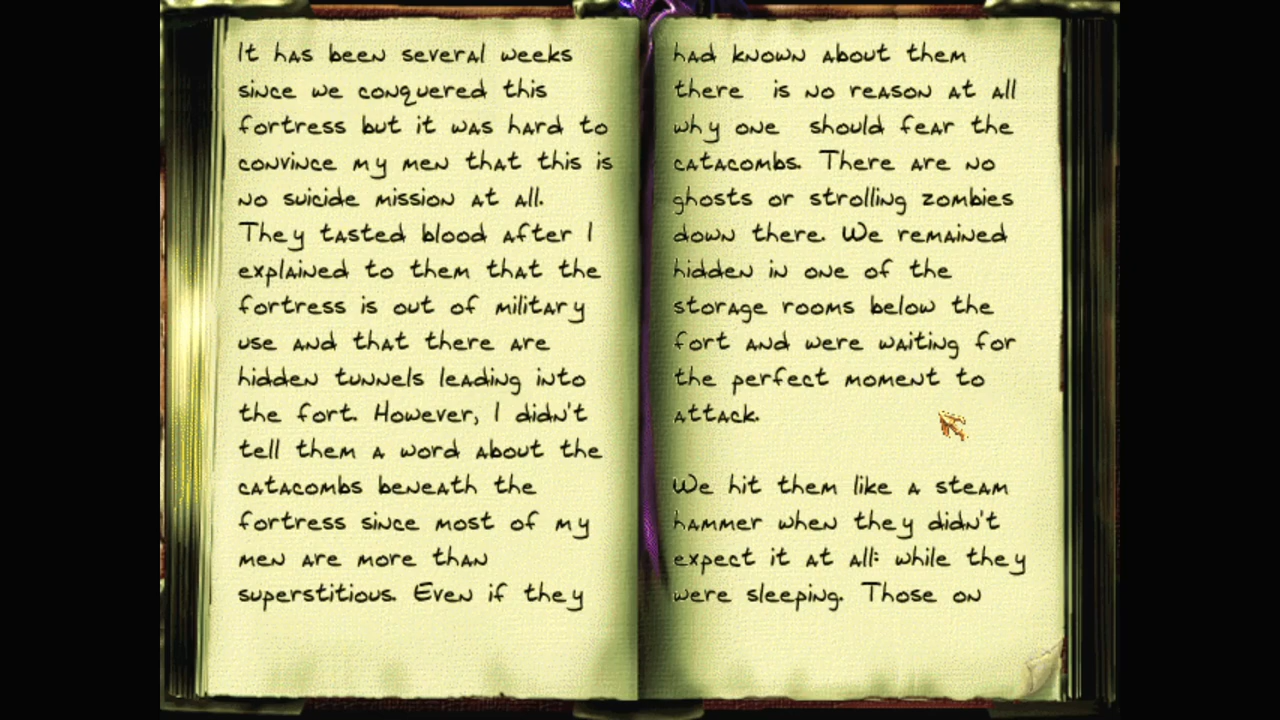 It has been several weeks
since we conquered this
fortress but it was hard to
convince my men that this is
no suicide mission at all.
They tasted blood after I
explained to them that the
fortress is out of military
use and that there are
hidden tunnels leading into
the fort. However, I didn't
tell them a word about the
catacombs beneath the
fortress since most of my
men are more than
superstitious. Even if they
had known about them
there is no reason at all
why one should fear the
catacombs. There are no
ghosts or strolling zombies
down there. We remained
hidden in one of the
storage rooms below the
fort and were waiting for
the perfect moment to
attack.
We hit them like a steam
hammer when they didn't
expect it at all: while they
were sleeping. Those on